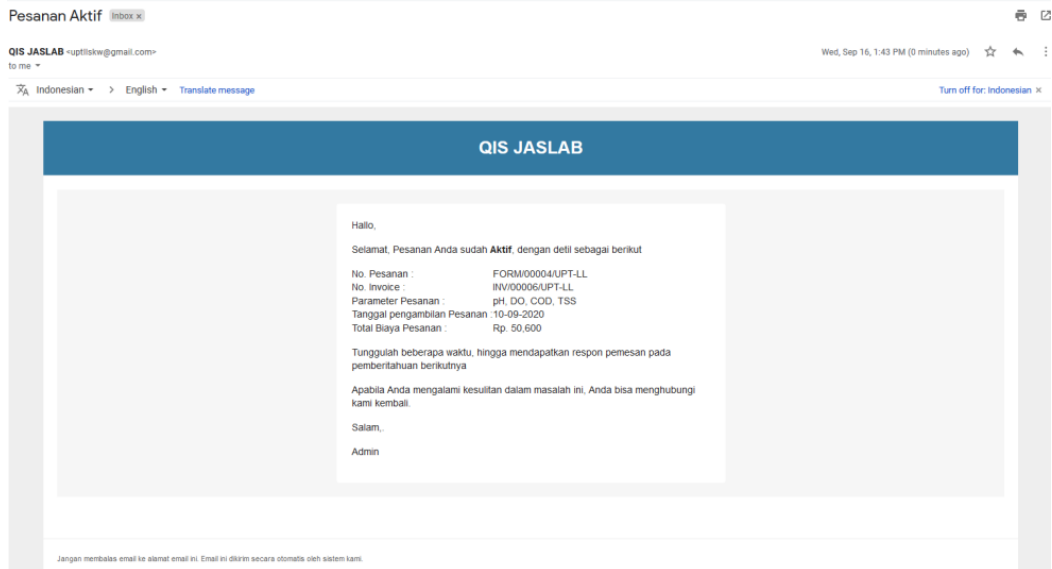 Pesanan Aktif Inbox x
QIS JASLAB <uptllskw@gmail.com> Wed, Sep 16, 1:43 PM (0 minutes ago)
to me
Indonesian > English Translate message Turn off for: Indonesian x
QIS JASLAB
Hallo,
Selamat, Pesanan Anda sudah Aktif, dengan detil sebagai berikut
No. Pesanan : FORM/00004/UPT-LL
No. Invoice : INV/00006/UPT-LL
Parameter Pesanan : pH, DO, COD, TSS
Tanggal pengambilan Pesanan :10-09-2020
Total Biaya Pesanan : Rp. 50,600
Tunggulah beberapa waktu, hingga mendapatkan respon pemesan pada
pemberitahuan berikutnya
Apabila Anda mengalami kesulitan dalam masalah ini, Anda bisa menghubungi
kami kembali.
Salam,.
Admin
Jangan membalas email ke alamat email ini. Email ini dikirim secara otomatis oleh sistem kami.